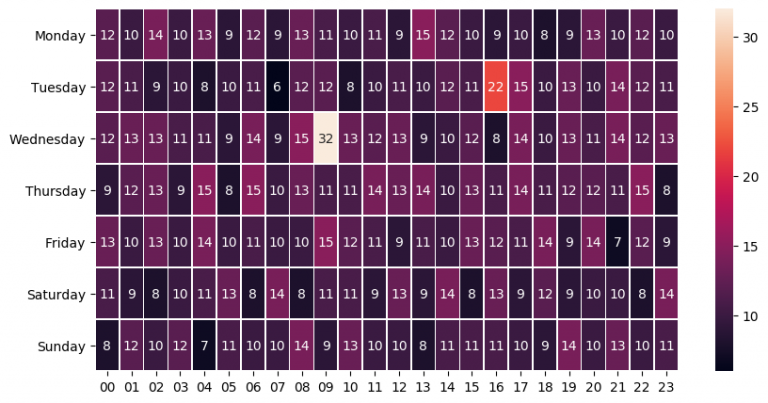 Monday 12 10 14 10 13 9 12 9 13 11 10 11 9 15 12 10 9 10 8 9 13 10 12 10
Tuesday 12 11 9 10 8 10 11 6 12 12 8 10 11 10 12 11 22 15 10 13 10 14 12 11
Wednesday 12 13 13 11 11 9 14 9 15 32 13 12 13 9 10 12 8 14 10 13 11 14 12 13
Thursday 9 12 13 9 15 8 15 10 13 11 11 14 13 14 10 13 11 14 11 12 12 11 15 8
Friday 13 10 13 10 14 10 11 10 10 15 12 11 9 11 10 13 12 11 14 9 14 7 12 9
Saturday 11 9 8 10 11 13 8 14 8 11 11 9 13 9 14 8 13 9 12 9 10 10 8 14
Sunday 8 12 10 12 7 11 10 10 14 9 13 10 10 8 11 11 11 10 9 14 10 13 10 11
00 01 02 03 04 05 06 07 08 09 10 11 12 13 14 15 16 17 18 19 20 21 22 23
30
25
20
15
10